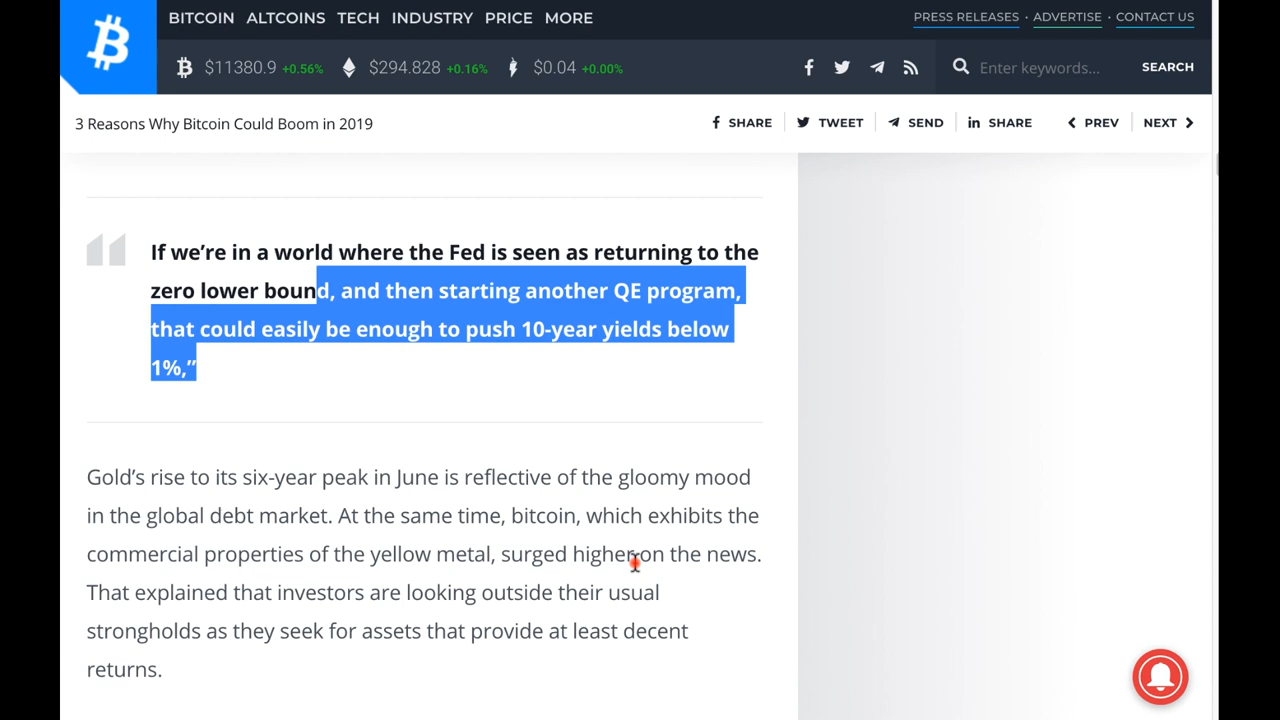 BITCOIN ALTCOINS TECH INDUSTRY PRICE MORE
PRESS RELEASES · ADVERTISE · CONTACT US
$11380.9 +0.56% $294.828 +0.16% $0.04 +0.00%
Enter keywords... SEARCH
3 Reasons Why Bitcoin Could Boom in 2019
SHARE TWEET SEND SHARE PREV NEXT
If we’re in a world where the Fed is seen as returning to the
zero lower bound, and then starting another QE program,
that could easily be enough to push 10-year yields below
1%,”
Gold’s rise to its six-year peak in June is reflective of the gloomy mood
in the global debt market. At the same time, bitcoin, which exhibits the
commercial properties of the yellow metal, surged higher on the news.
That explained that investors are looking outside their usual
strongholds as they seek for assets that provide at least decent
returns.